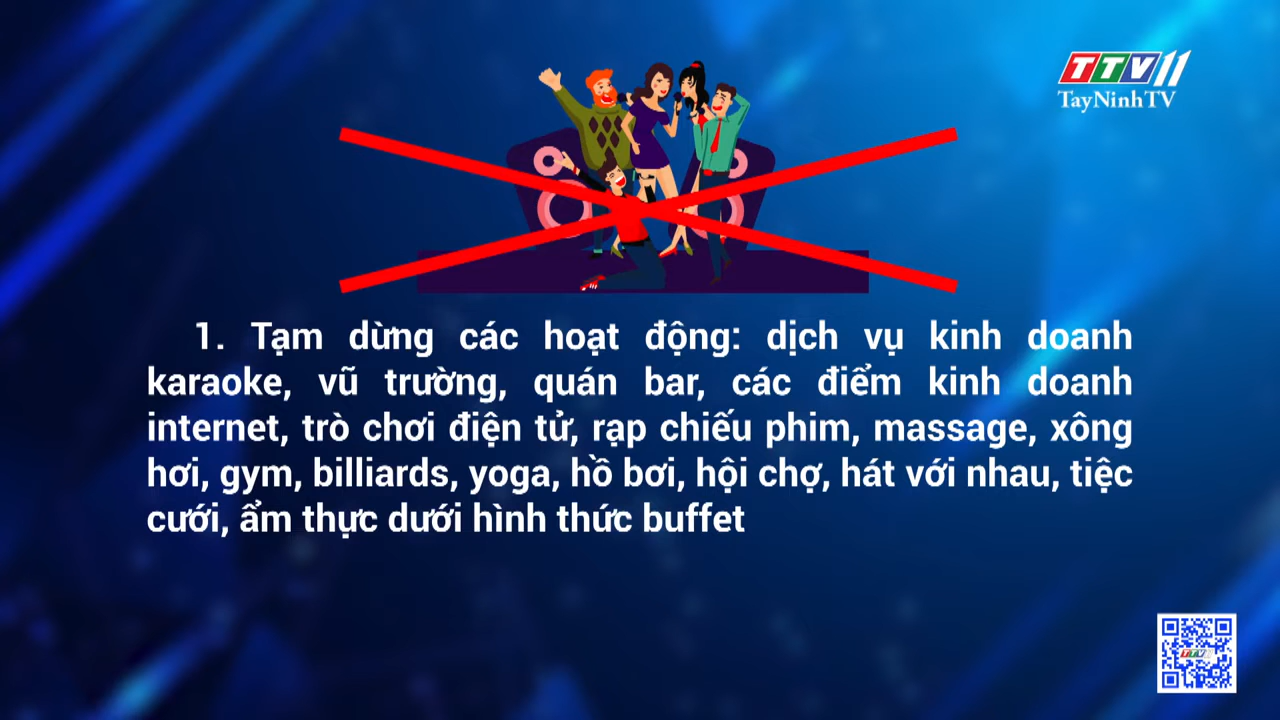 TTV11
TayNinhTV
1. Tạm dừng các hoạt động: dịch vụ kinh doanh
karaoke, vũ trường, quán bar, các điểm kinh doanh
internet, trò chơi điện tử, rạp chiếu phim, massage, xông
hơi, gym, billiards, yoga, hồ bơi, hội chợ, hát với nhau, tiệc
cưới, ẩm thực dưới hình thức buffet
TTV11